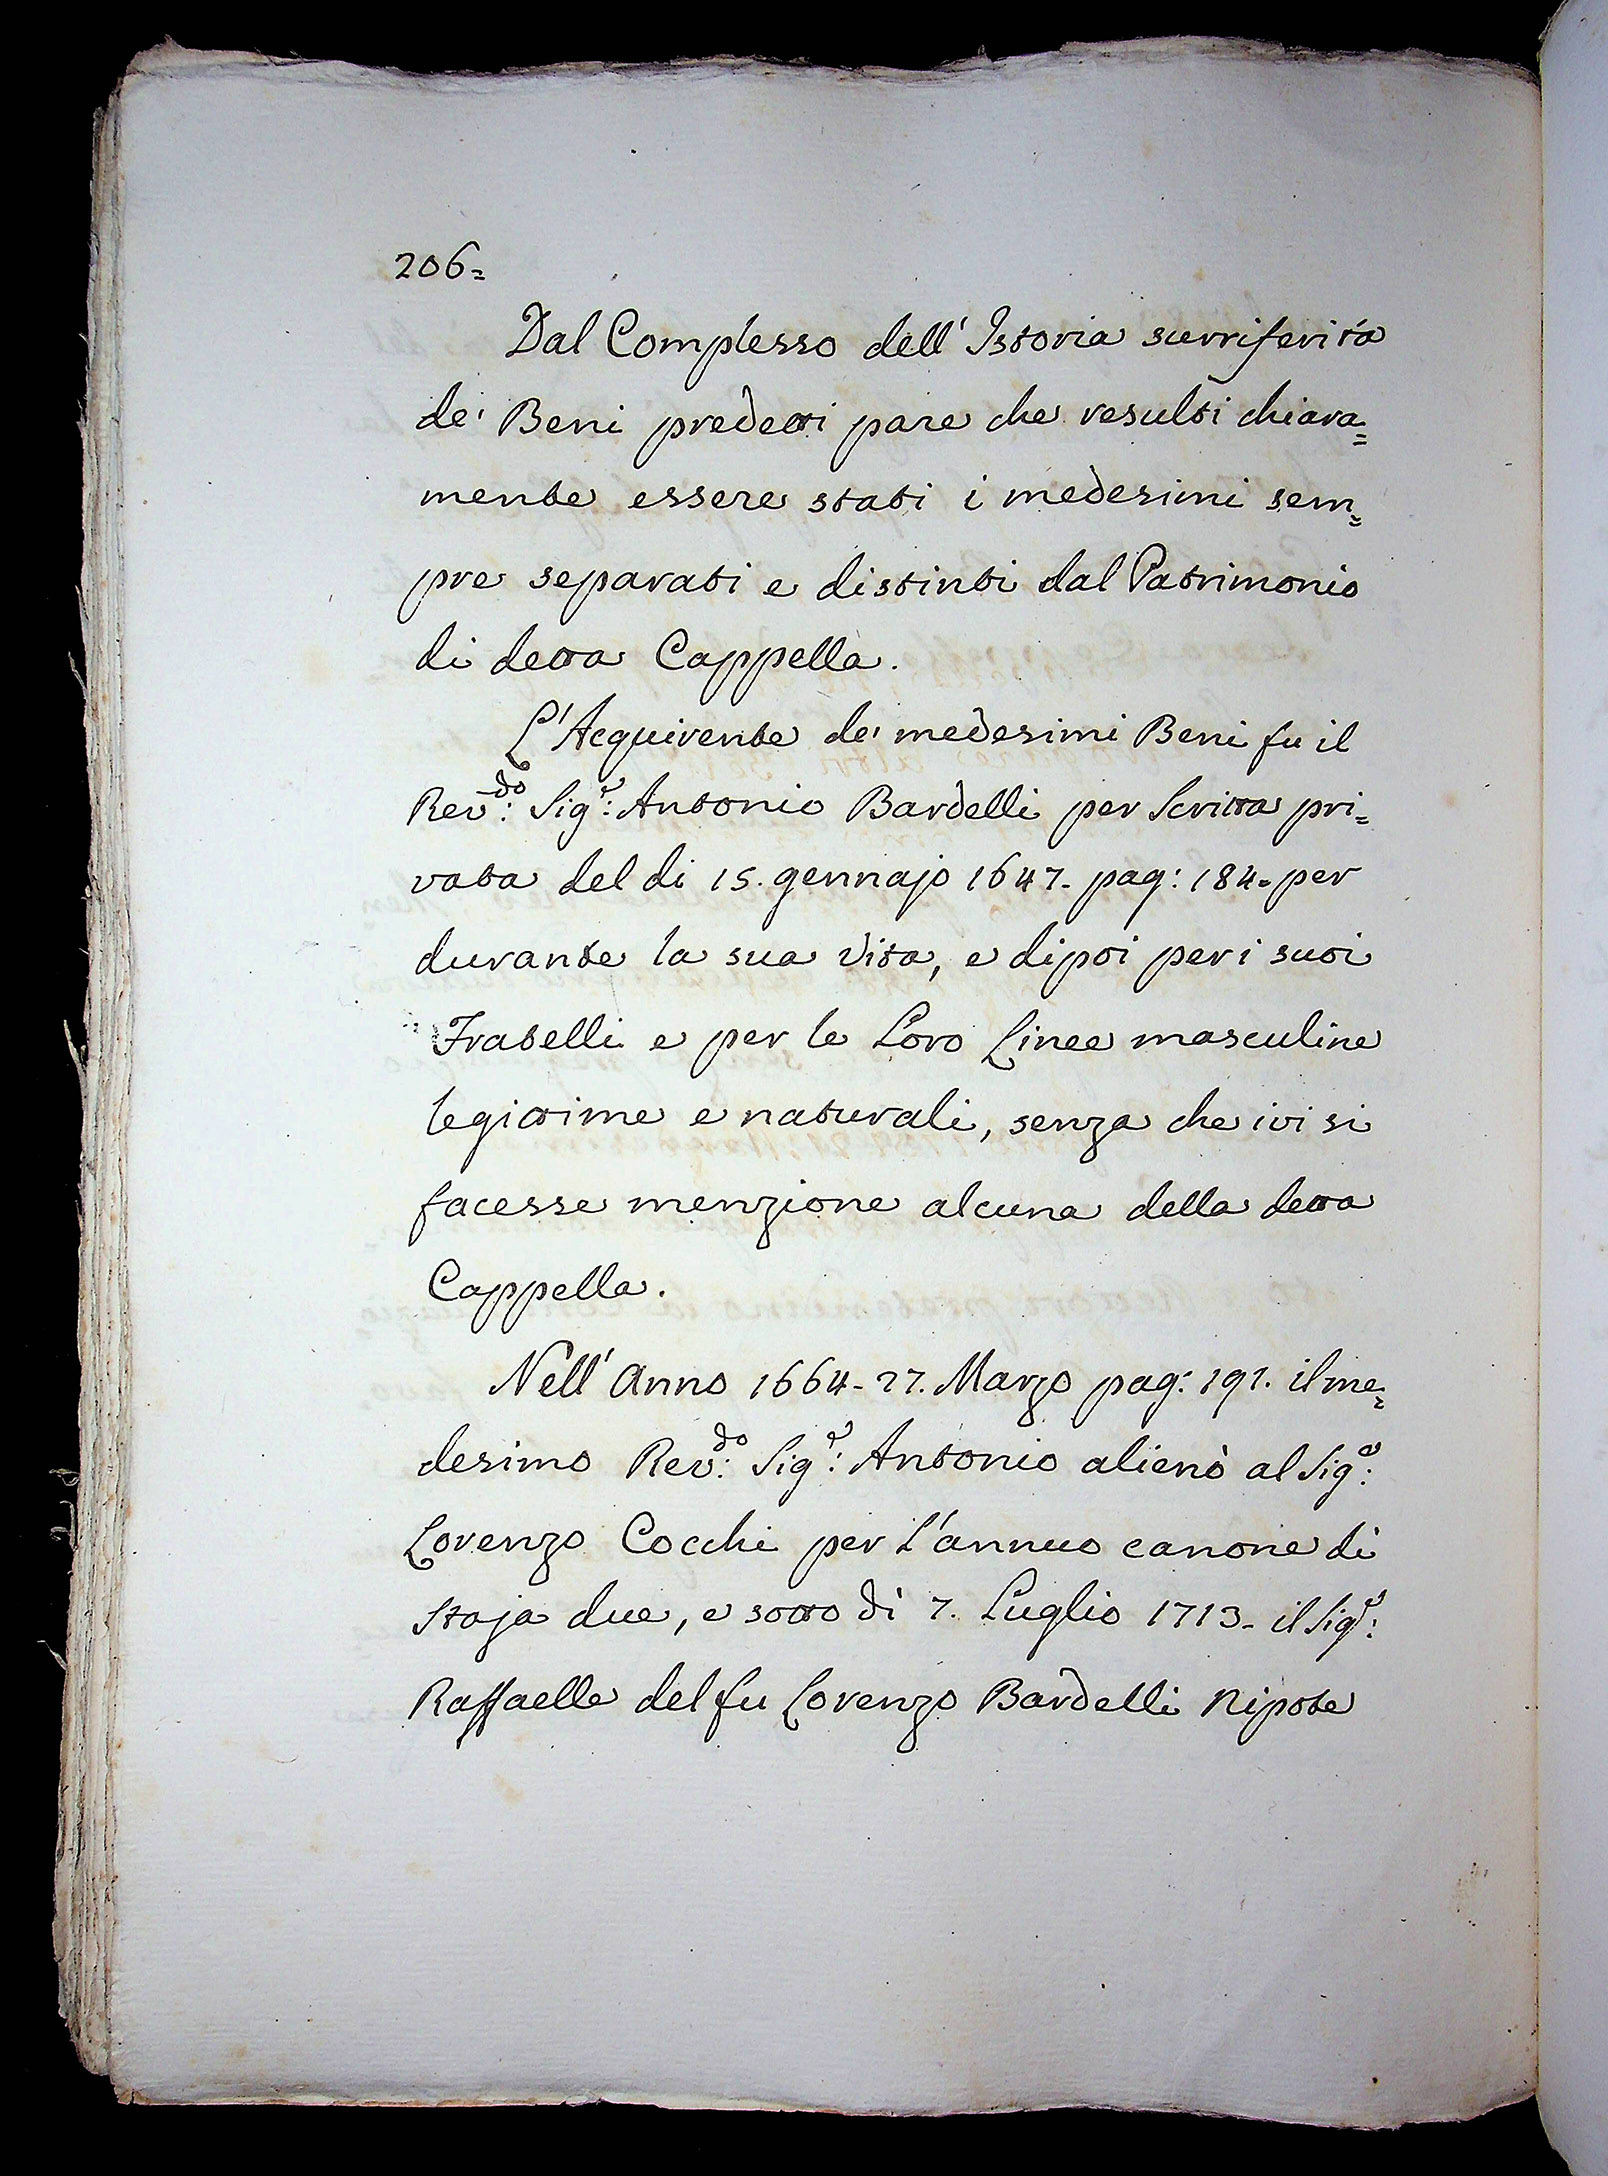 206=
Dal Complesso dell' Istoria surriferita
de' Beni predetti pare che resulti chiara=
mente essere stati i medesimi sem=
pre separati e distinti dal Patrimonio
di detta Cappella.
L'Acquirente de' medesimi Beni fu il
Rev:do Sig:r Antonio Bardelli per Scritta pri=
vata del di 15. gennajo 1647- pag: 184= per
durante la sua Vita, e dipoi per i suoi
Fratelli e per le Loro Linee masculine
legittime e naturali, senza che ivi si
facesse menzione alcuna della detta
Cappella.
Nell' Anno 1664- 27. Marzo pag: 191. il me=
desimo Rev:do Sig:r Antonio alienò al Sig:r
Lorenzo Cocchi per l'annuo canone di
Staja due, e sotto dì 7. Luglio 1713- il Sig:r
Raffaelle del fu Lorenzo Bardelli Nipote